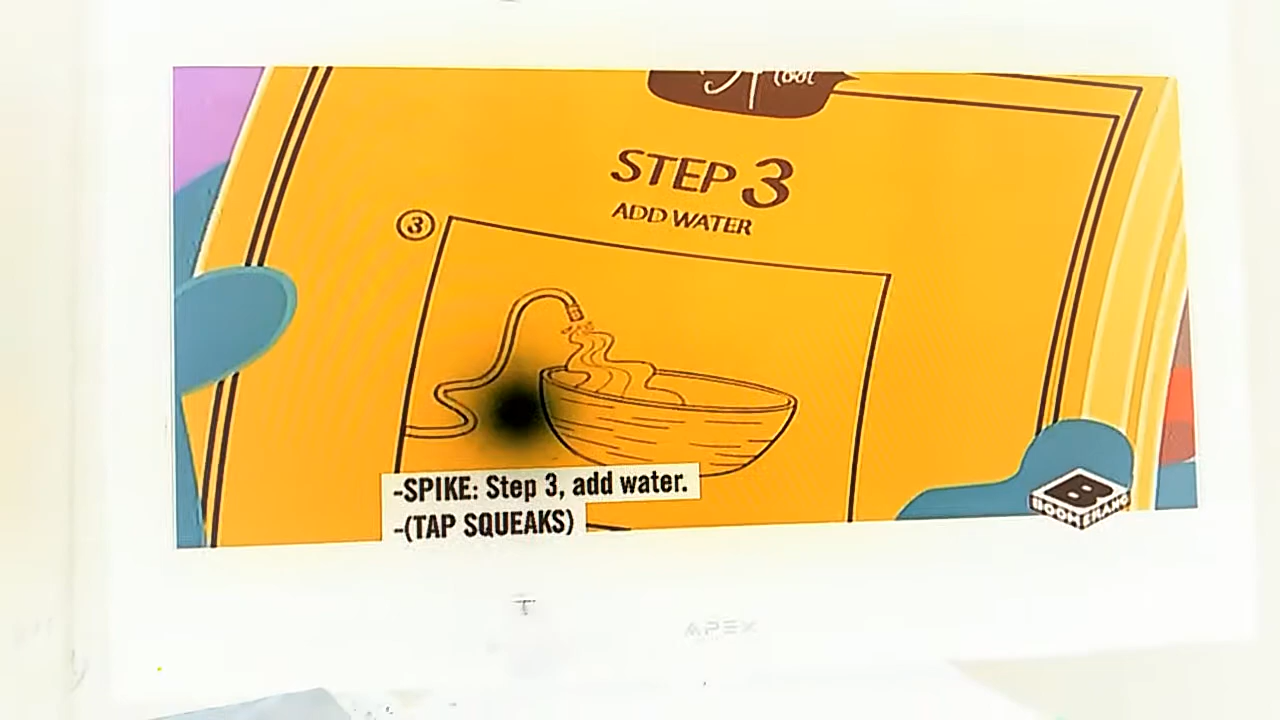 STEP 3
ADD WATER
3
-SPIKE: Step 3, add water.
-(TAP SQUEAKS)
B
BOOMERANG
APEX